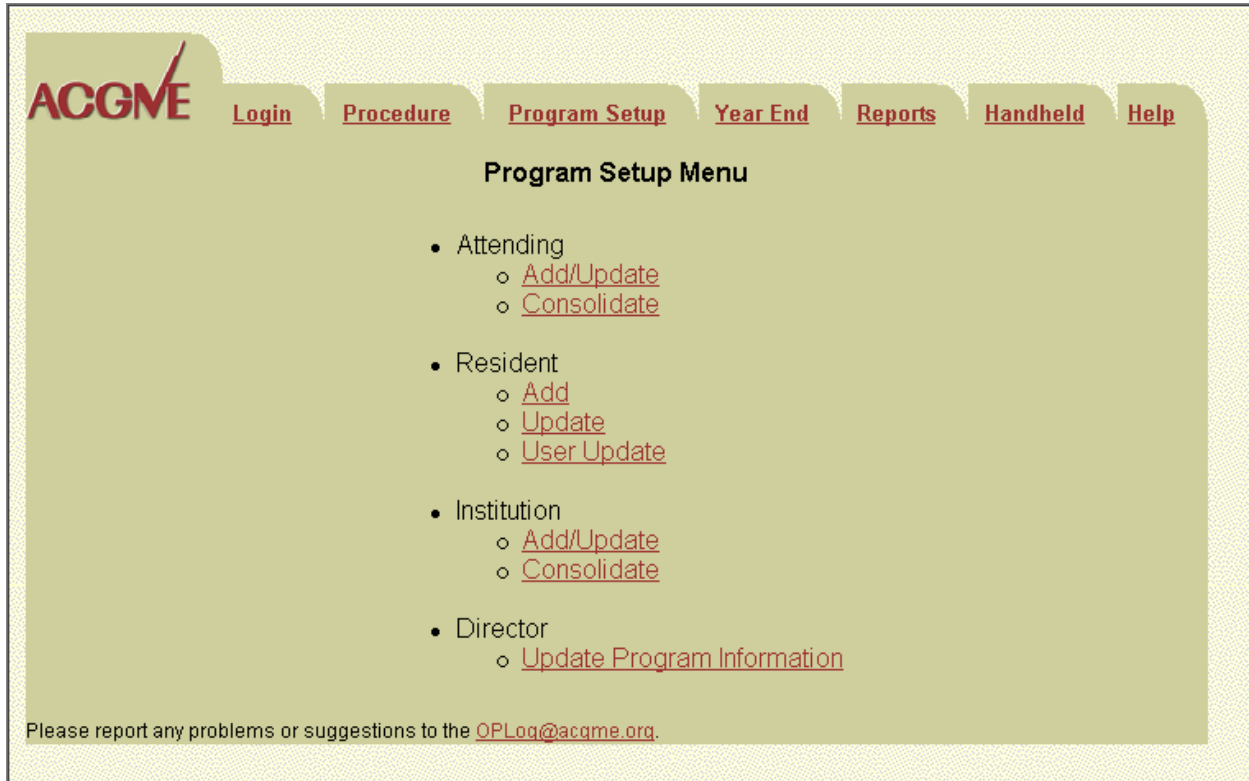 ACGME
Login Procedure Program Setup Year End Reports Handheld Help
Program Setup Menu
• Attending
o Add/Update
o Consolidate
• Resident
o Add
o Update
o User Update
• Institution
o Add/Update
o Consolidate
• Director
o Update Program Information
Please report any problems or suggestions to the OPLog@acgme.org.